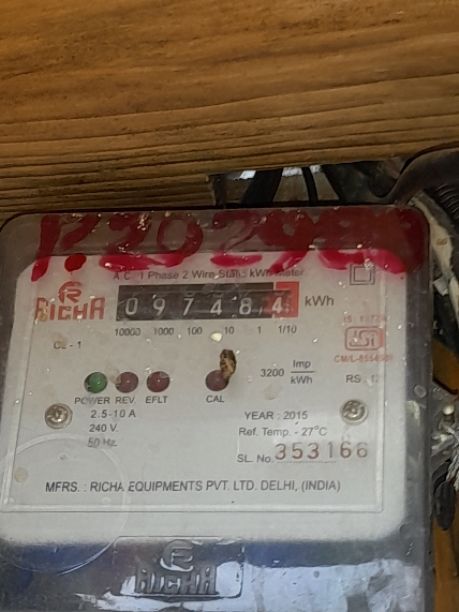 A.C. 1 Phase 2 Wire Static kWh Meter
RICHA
0 9 7 4 8 4 kWh
10000 1000 100 10 1 1/10
CL - 1
3200 Imp/kWh
POWER REV. EFLT CAL
2.5-10 A
240 V
50 Hz
YEAR : 2015
Ref. Temp. - 27°C
SL. No. 353166
MFRS. : RICHA EQUIPMENTS PVT. LTD. DELHI, (INDIA)
RICHA